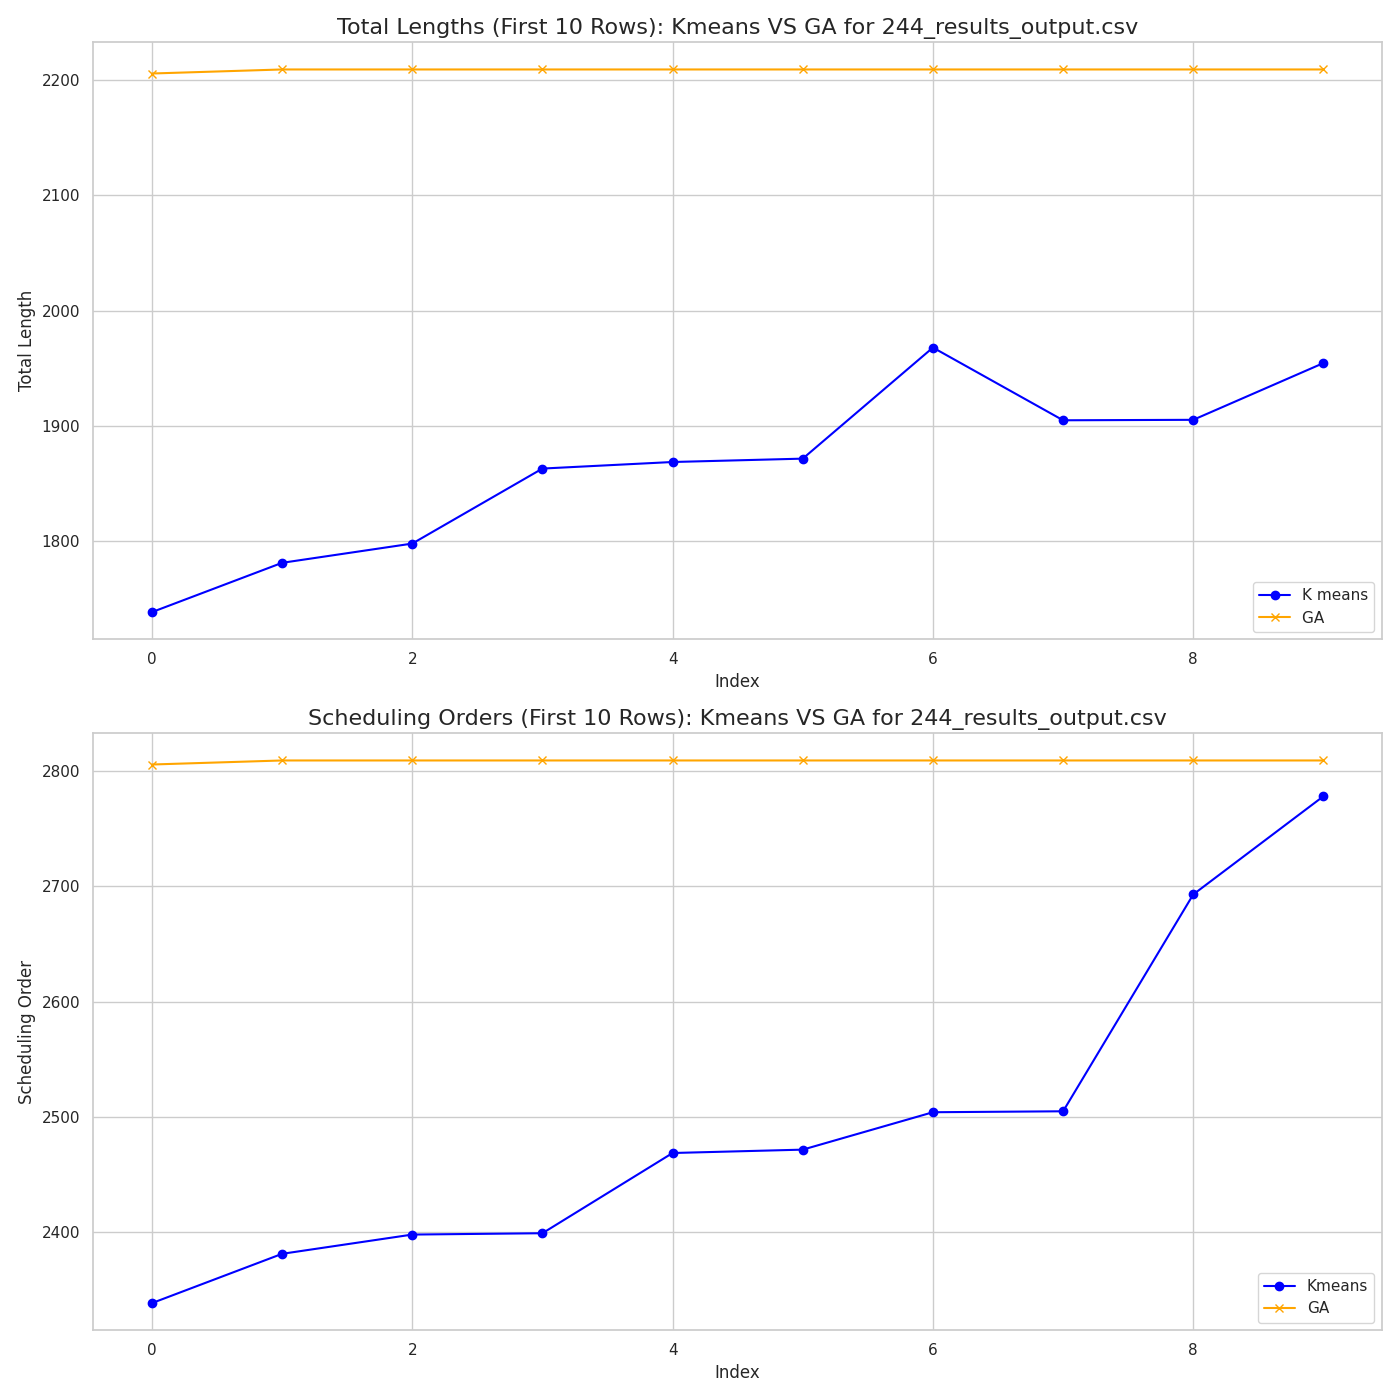 Total Lengths (First 10 Rows): Kmeans VS GA for 244_results_output.csv
2200
2100
2000
1900
1800
Total Length
K means
GA
0 2 4 6 8
Index
Scheduling Orders (First 10 Rows): Kmeans VS GA for 244_results_output.csv
2800
2700
2600
2500
2400
Scheduling Order
Kmeans
GA
0 2 4 6 8
Index